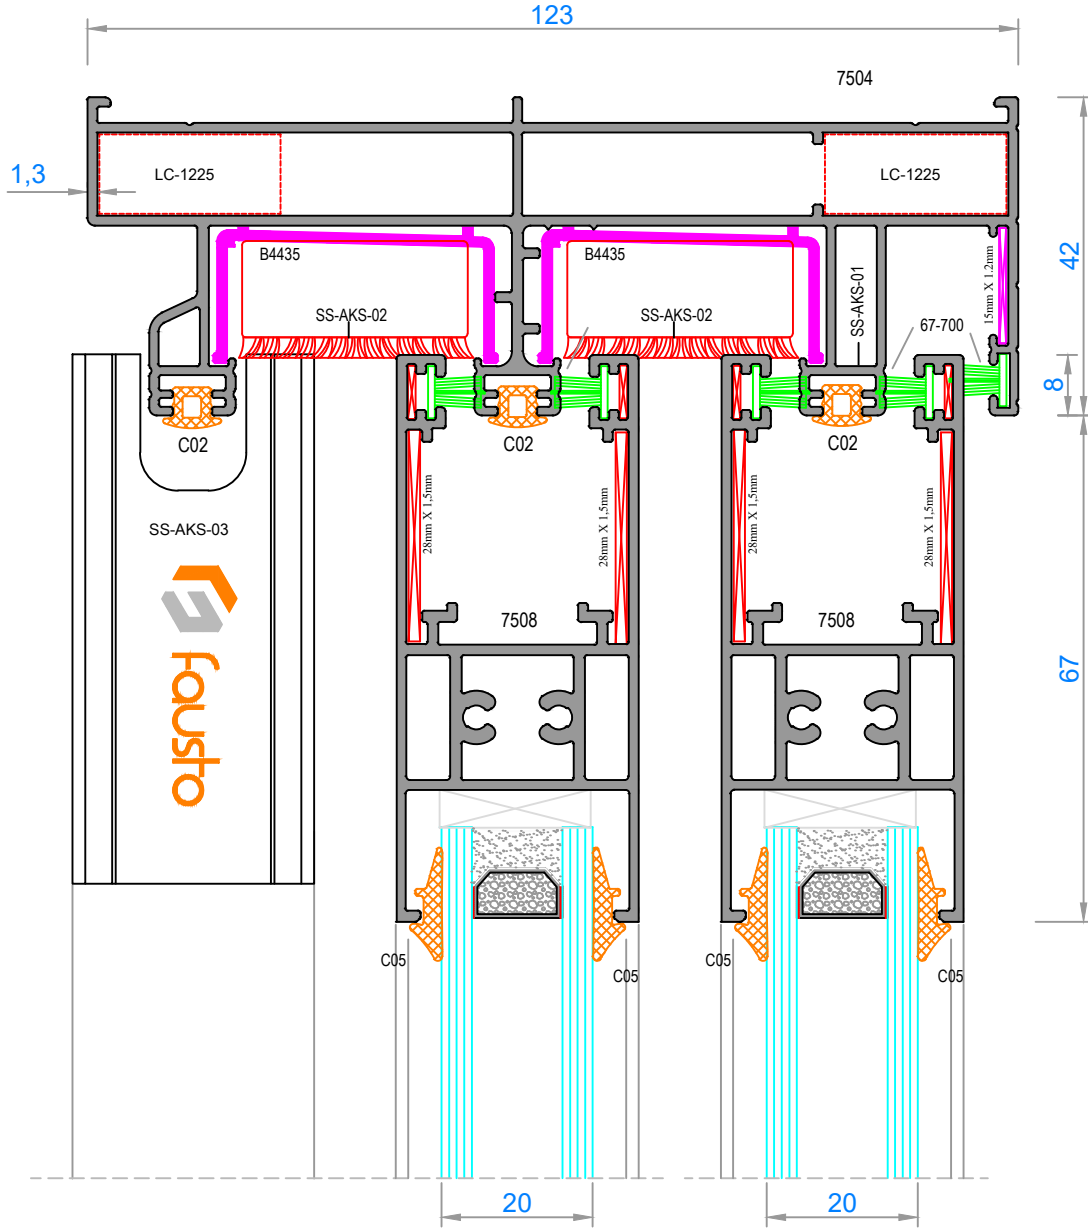 123
7504
1,3
LC-1225
LC-1225
42
B4435
B4435
SS-AKS-02
SS-AKS-02
SS-AKS-01
15mm X 1.2mm
67-700
8
C02
C02
C02
SS-AKS-03
28mm X 1,5mm
28mm X 1,5mm
28mm X 1,5mm
28mm X 1,5mm
fausto
7508
7508
67
C05
C05
C05
C05
20
20